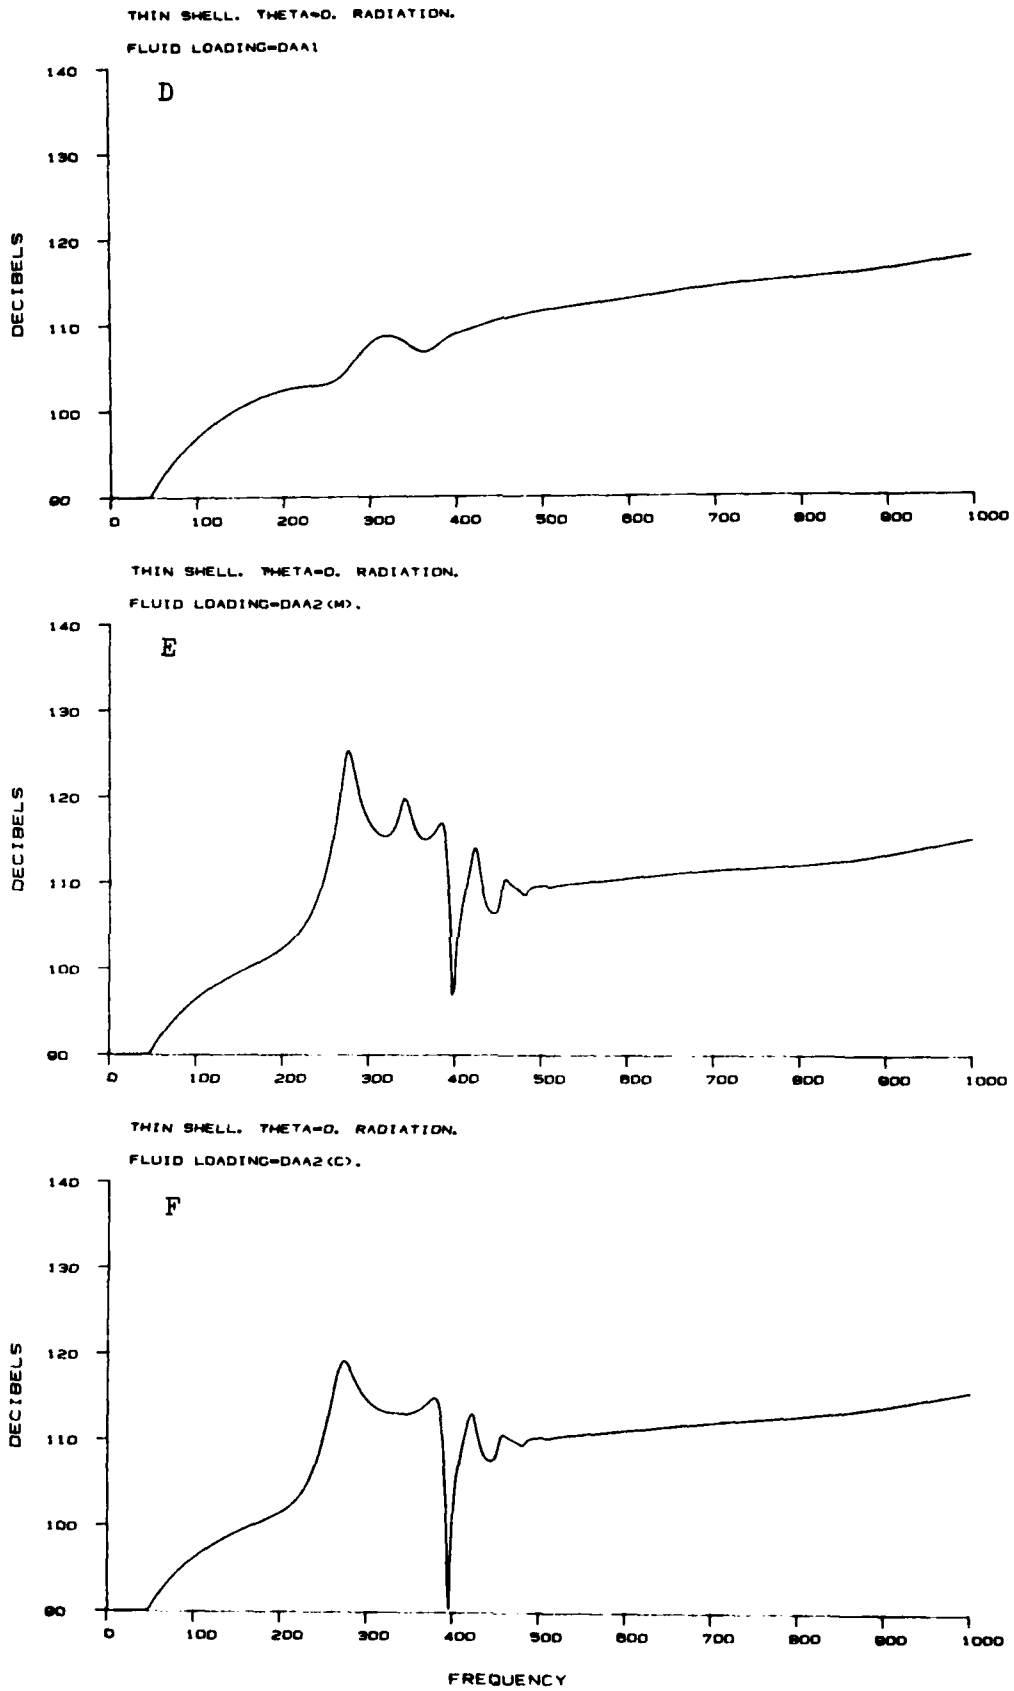 THIN SHELL. THETA=0. RADIATION.
FLUID LOADING=DAA1
D
140
130
120
110
100
90
DECIBELS
0 100 200 300 400 500 600 700 800 900 1000
THIN SHELL. THETA=0. RADIATION.
FLUID LOADING=DAA2(M).
E
140
130
120
110
100
90
DECIBELS
0 100 200 300 400 500 600 700 800 900 1000
THIN SHELL. THETA=0. RADIATION.
FLUID LOADING=DAA2(C).
F
140
130
120
110
100
90
DECIBELS
0 100 200 300 400 500 600 700 800 900 1000
FREQUENCY